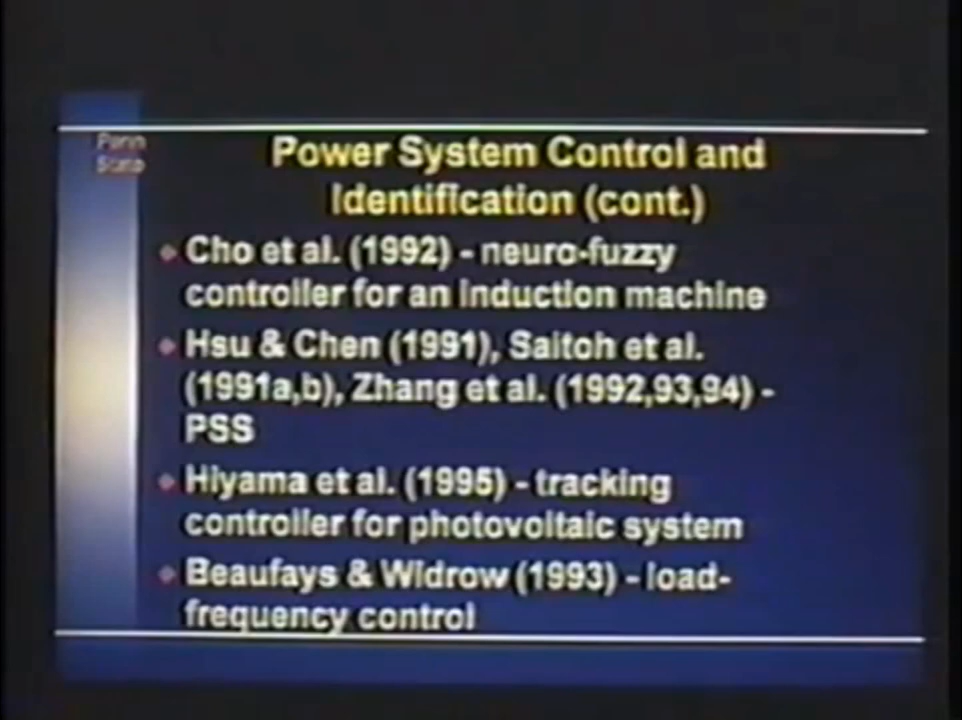 Penn
State
Power System Control and
Identification (cont.)
Cho et al. (1992) - neuro-fuzzy
controller for an induction machine
Hsu & Chen (1991), Saitoh et al.
(1991a,b), Zhang et al. (1992,93,94) -
PSS
Hiyama et al. (1995) - tracking
controller for photovoltaic system
Beaufays & Widrow (1993) - load-
frequency control